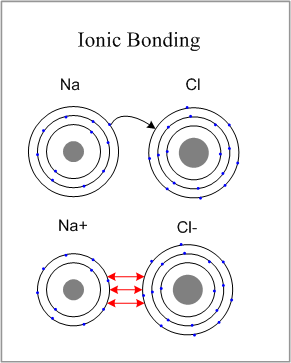 Ionic Bonding
Na Cl
Na+ Cl-